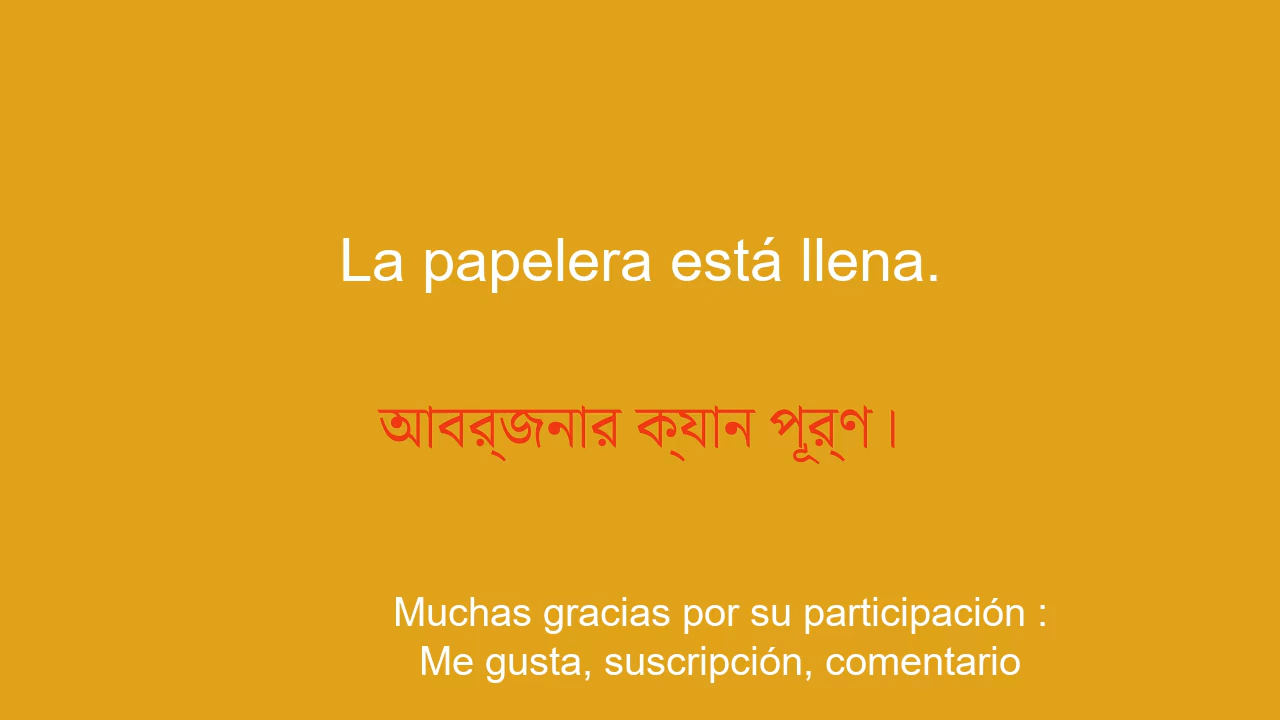 La papelera está llena.
আবর্জনার ক্যান পূর্ণ।
Muchas gracias por su participación :
Me gusta, suscripción, comentario